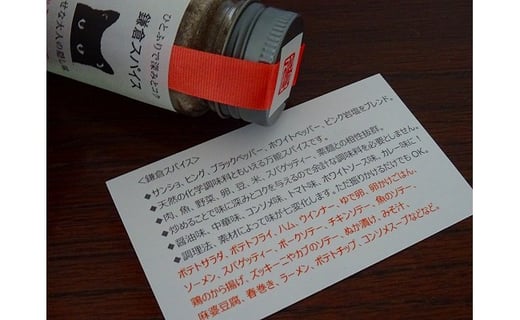 ひとふりで深みとコク
鎌倉スパイス
せな大人の隠し味
<鎌倉スパイス>
◆サンショ、ピンク、ブラックペッパー、ホワイトペッパー、ピンク岩塩をブレンド。
◆天然の化学調味料ともいえる万能スパイスです。
◆肉、魚、野菜、卵、豆、米、スパゲッティー、薬麺との相性抜群。
◆炒めることで味に深みとコクを与えるので余計な調味料を必要としません。
◆醤油味、中華味、コンソメ味、トマト味、ホワイトソース味、カレー味に!
◆調理法、素材によって味が七変化します。ただ振りかけるだけでもOK。
ポテトサラダ、ポテトフライ、ハム、ウインナー、ゆで卵、卵かけごはん、
ソーメン、スパゲッティー、ポークソテー、チキンソテー、魚のソテー、
鶏のから揚げ、ズッキーニやカブのソテー、ぬか漬け、みそ汁、
麻婆豆腐、春巻き、ラーメン、ポテトチップ、コンソメスープなどなど。